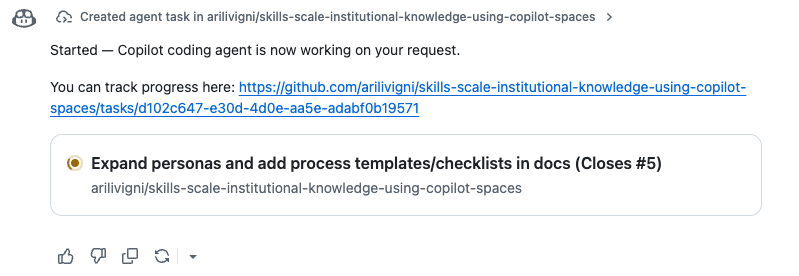 Created agent task in arilivigni/skills-scale-institutional-knowledge-using-copilot-spaces
Started — Copilot coding agent is now working on your request.
You can track progress here: https://github.com/arilivigni/skills-scale-institutional-knowledge-using-copilot-
spaces/tasks/d102c647-e30d-4d0e-aa5e-adabf0b19571
Expand personas and add process templates/checklists in docs (Closes #5)
arilivigni/skills-scale-institutional-knowledge-using-copilot-spaces